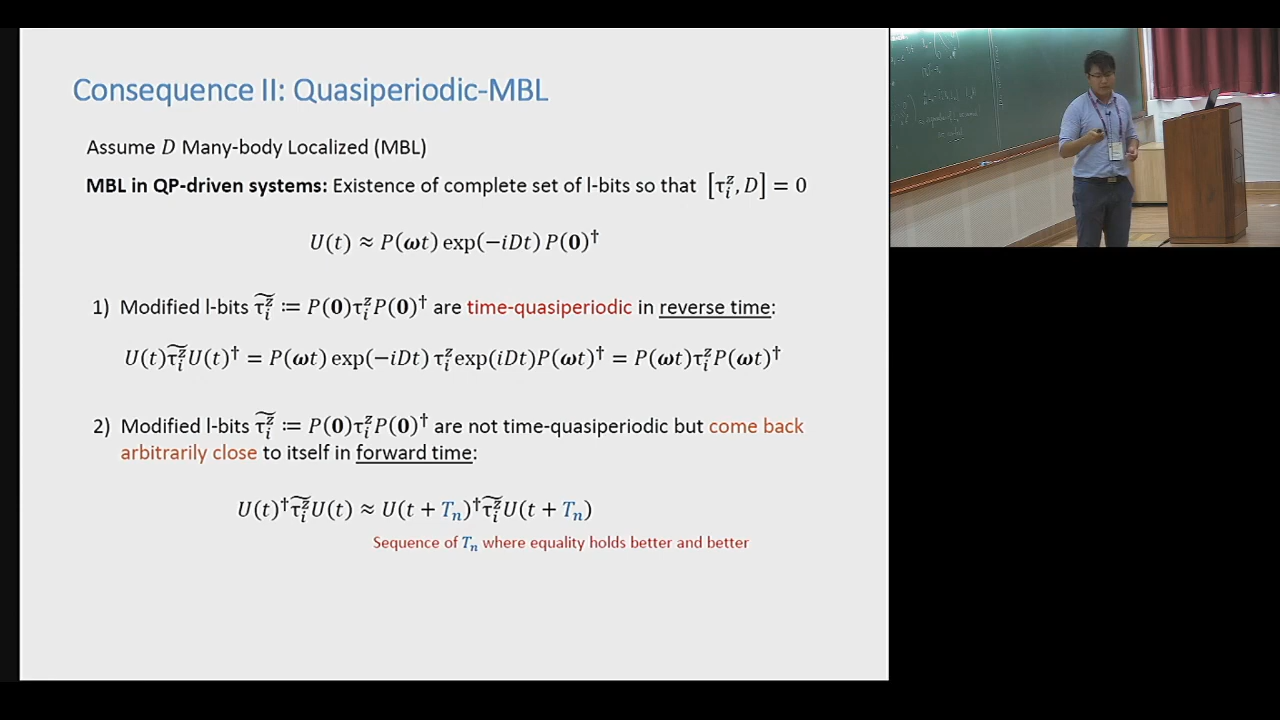 Consequence II: Quasiperiodic-MBL
Assume D Many-body Localized (MBL)
MBL in QP-driven systems: Existence of complete set of l-bits so that [τ_i^z, D] = 0
U(t) ≈ P(ωt) exp(−iDt) P(0)†
1) Modified l-bits τ̃_i^z ≔ P(0)τ_i^z P(0)† are time-quasiperiodic in reverse time:
U(t)τ̃_i^z U(t)† = P(ωt) exp(−iDt) τ_i^z exp(iDt)P(ωt)† = P(ωt)τ_i^z P(ωt)†
2) Modified l-bits τ̃_i^z ≔ P(0)τ_i^z P(0)† are not time-quasiperiodic but come back
arbitrarily close to itself in forward time:
U(t)†τ̃_i^z U(t) ≈ U(t + T_n)†τ̃_i^z U(t + T_n)
Sequence of T_n where equality holds better and better